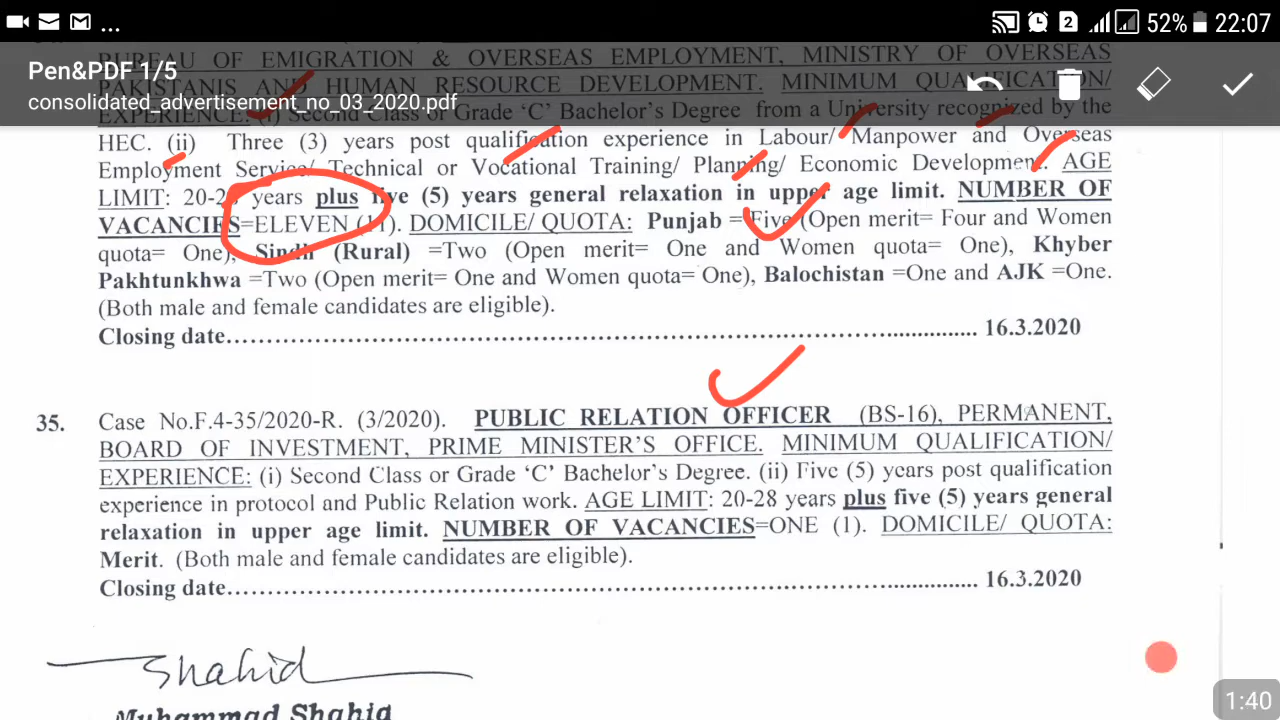 ...
2
52%
22:07
Pen&PDF 1/5
consolidated_advertisement_no_03_2020.pdf
BUREAU OF EMIGRATION & OVERSEAS EMPLOYMENT, MINISTRY OF OVERSEAS
PAKISTANIS AND HUMAN RESOURCE DEVELOPMENT. MINIMUM QUALIFICATION/
EXPERIENCE: (i) Second Class or Grade ‘C’ Bachelor’s Degree from a University recognized by the
HEC. (ii) Three (3) years post qualification experience in Labour/ Manpower and Overseas
Employment Service/ Technical or Vocational Training/ Planning/ Economic Development. AGE
LIMIT: 20-28 years plus five (5) years general relaxation in upper age limit. NUMBER OF
VACANCIES=ELEVEN (11). DOMICILE/ QUOTA: Punjab =Five (Open merit= Four and Women
quota= One), Sindh (Rural) =Two (Open merit= One and Women quota= One), Khyber
Pakhtunkhwa =Two (Open merit= One and Women quota= One), Balochistan =One and AJK =One.
(Both male and female candidates are eligible).
Closing date................................................................................ 16.3.2020
35. Case No.F.4-35/2020-R. (3/2020). PUBLIC RELATION OFFICER (BS-16), PERMANENT,
BOARD OF INVESTMENT, PRIME MINISTER’S OFFICE. MINIMUM QUALIFICATION/
EXPERIENCE: (i) Second Class or Grade ‘C’ Bachelor’s Degree. (ii) Five (5) years post qualification
experience in protocol and Public Relation work. AGE LIMIT: 20-28 years plus five (5) years general
relaxation in upper age limit. NUMBER OF VACANCIES=ONE (1). DOMICILE/ QUOTA:
Merit. (Both male and female candidates are eligible).
Closing date................................................................................ 16.3.2020
Shahid
Muhammad Shahid
1:40